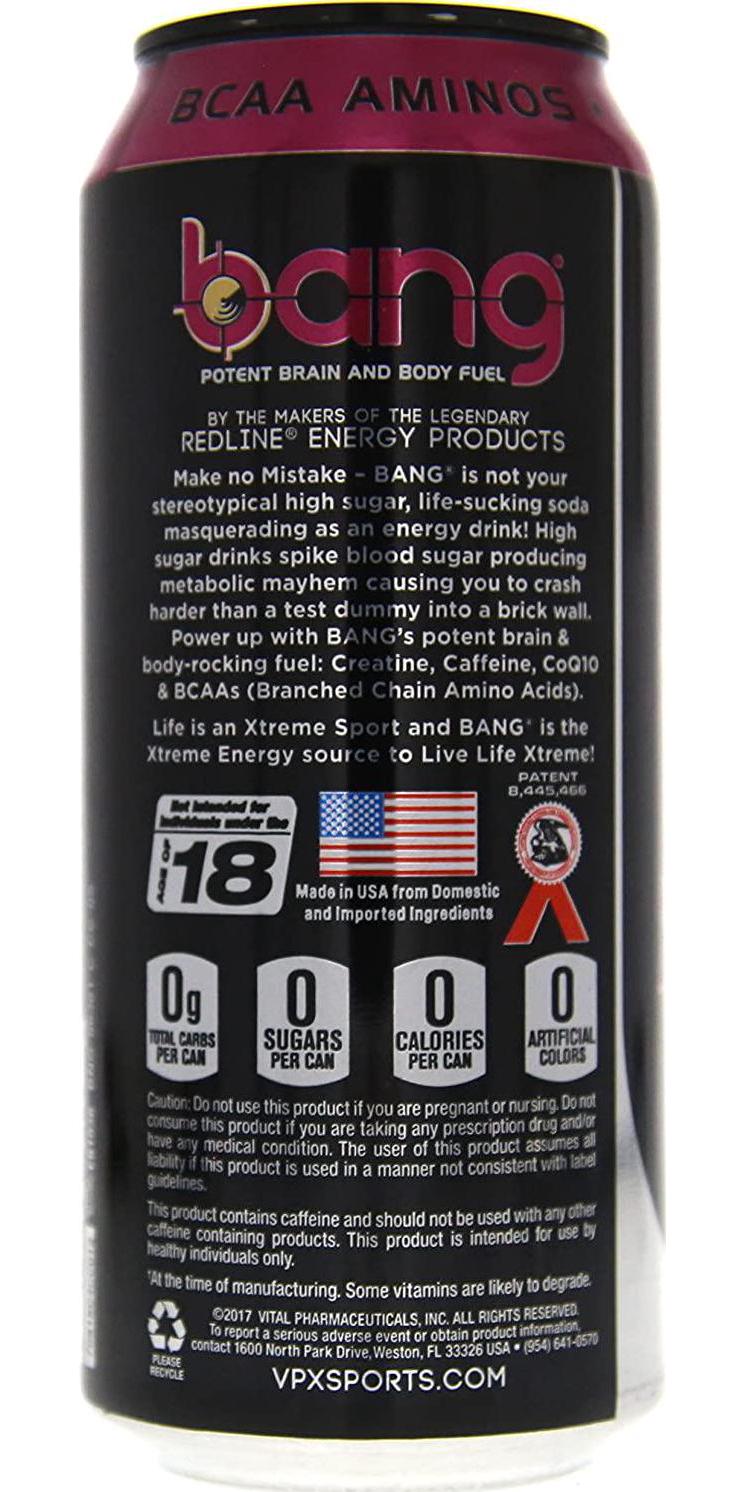 BCAA AMINOS
bang®
POTENT BRAIN AND BODY FUEL
BY THE MAKERS OF THE LEGENDARY
REDLINE® ENERGY PRODUCTS
Make no Mistake – BANG® is not your
stereotypical high sugar, life-sucking soda
masquerading as an energy drink! High
sugar drinks spike blood sugar producing
metabolic mayhem causing you to crash
harder than a test dummy into a brick wall.
Power up with BANG's potent brain &
body-rocking fuel: Creatine, Caffeine, CoQ10
& BCAAs (Branched Chain Amino Acids).
Life is an Xtreme Sport and BANG® is the
Xtreme Energy source to Live Life Xtreme!
PATENT
8,445,466
Not intended for
individuals under the
AGE OF
18
Made in USA from Domestic
and Imported Ingredients
0g
TOTAL CARBS
PER CAN
0
SUGARS
PER CAN
0
CALORIES
PER CAN
0
ARTIFICIAL
COLORS
Caution: Do not use this product if you are pregnant or nursing. Do not
consume this product if you are taking any prescription drug and/or
have any medical condition. The user of this product assumes all
liability if this product is used in a manner not consistent with label
guidelines.
This product contains caffeine and should not be used with any other
caffeine containing products. This product is intended for use by
healthy individuals only.
*At the time of manufacturing. Some vitamins are likely to degrade.
PLEASE
RECYCLE
©2017 VITAL PHARMACEUTICALS, INC. ALL RIGHTS RESERVED.
To report a serious adverse event or obtain product information,
contact 1600 North Park Drive, Weston, FL 33326 USA • (954) 641-0570
VPXSPORTS.COM